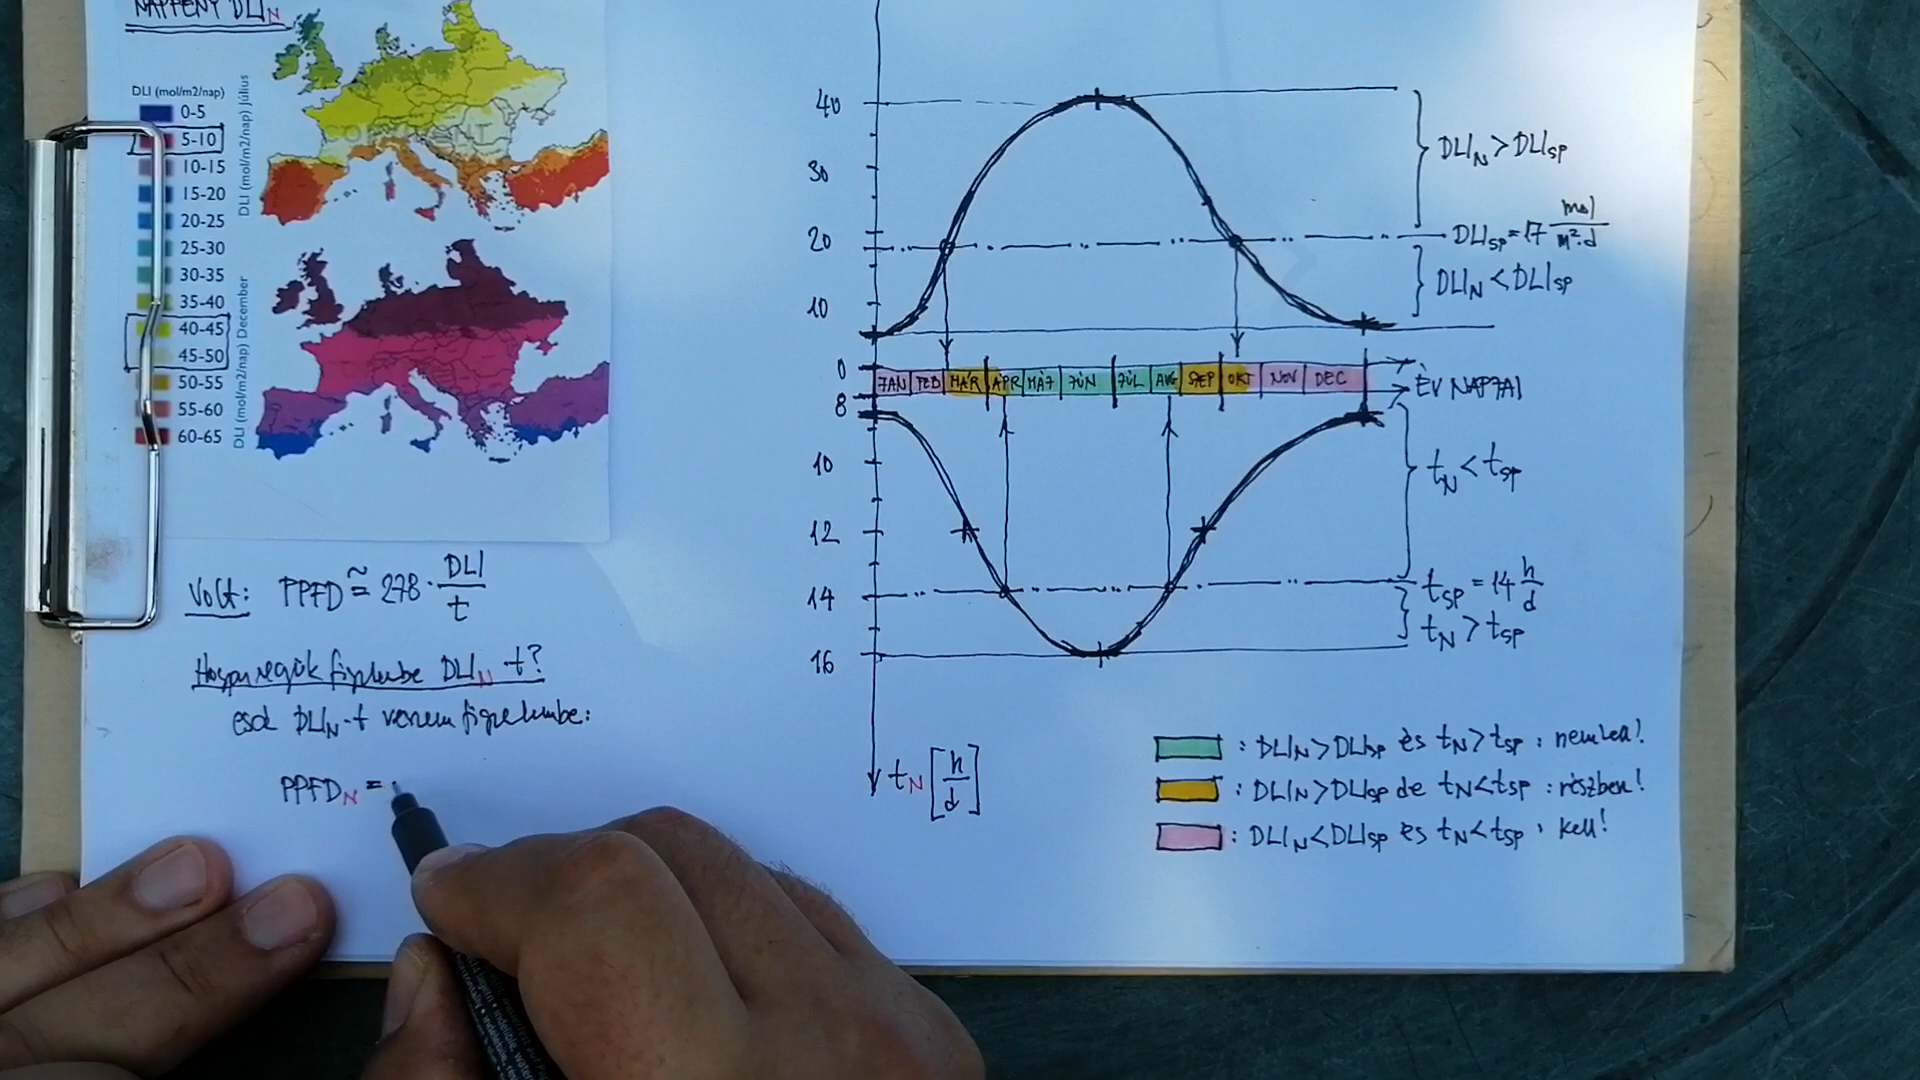 NAPFÉNY DLIN
DLI (mol/m2/nap)
0-5
5-10
10-15
15-20
20-25
25-30
30-35
35-40
40-45
45-50
50-55
55-60
60-65
DLI (mol/m2/nap) Július
DLI (mol/m2/nap) December
Volt: PPFD ≅ 278 · DLI / t
Hogyan vegyük figyelembe DLIN -t?
csak DLIN-t veszem figyelembe:
PPFDN =
40
30
20
10
0
DLIN > DLISP
DLISP = 17 mol / m²·d
DLIN < DLISP
JAN FEB MÁR ÁPR MÁJ JÚN JÚL AUG SZEP OKT NOV DEC
ÉV NAPJAI
8
10
12
14
16
tN < tSP
tSP = 14 h / d
tN > tSP
tN [h / d]
: DLIN > DLISP és tN > tSP : nem kell!
: DLIN > DLISP de tN < tSP : részben!
: DLIN < DLISP és tN < tSP : kell!